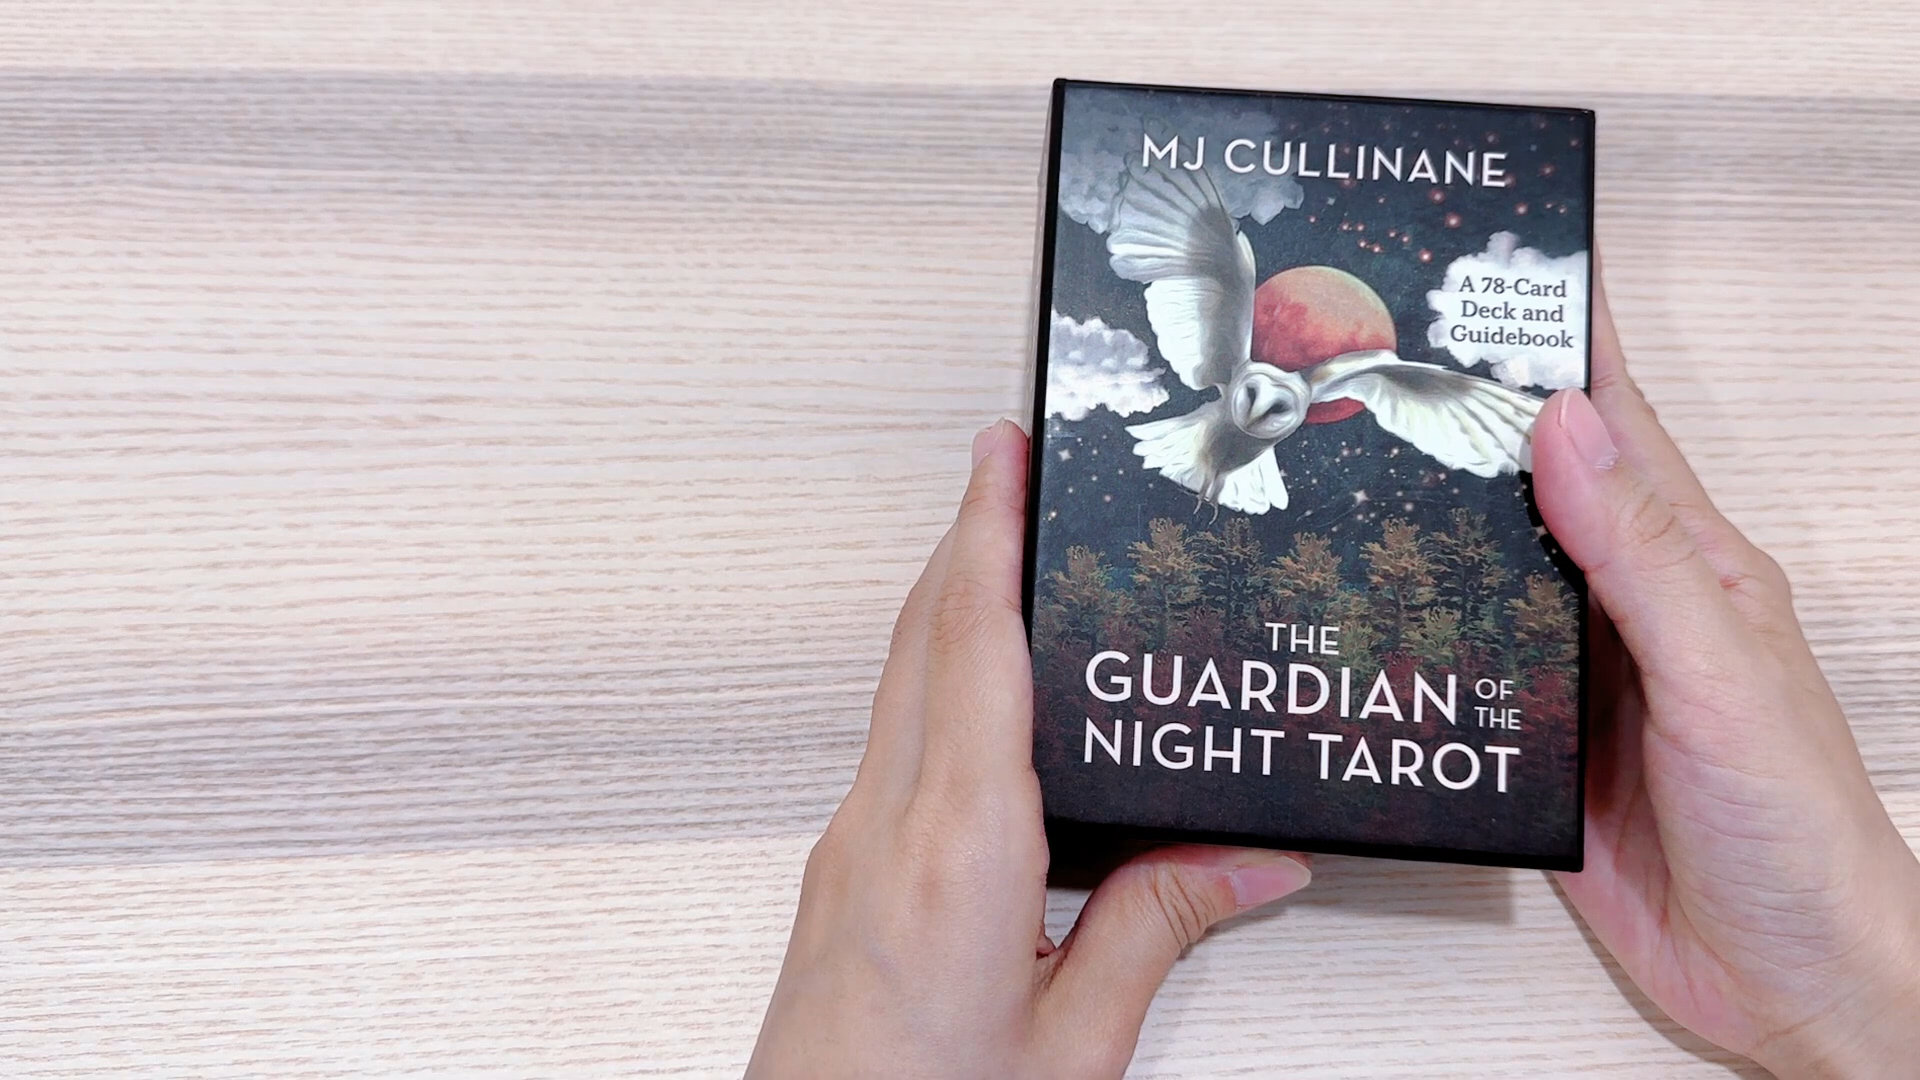 MJ CULLINANE
A 78-Card
Deck and
Guidebook
THE
GUARDIAN OF THE
NIGHT TAROT